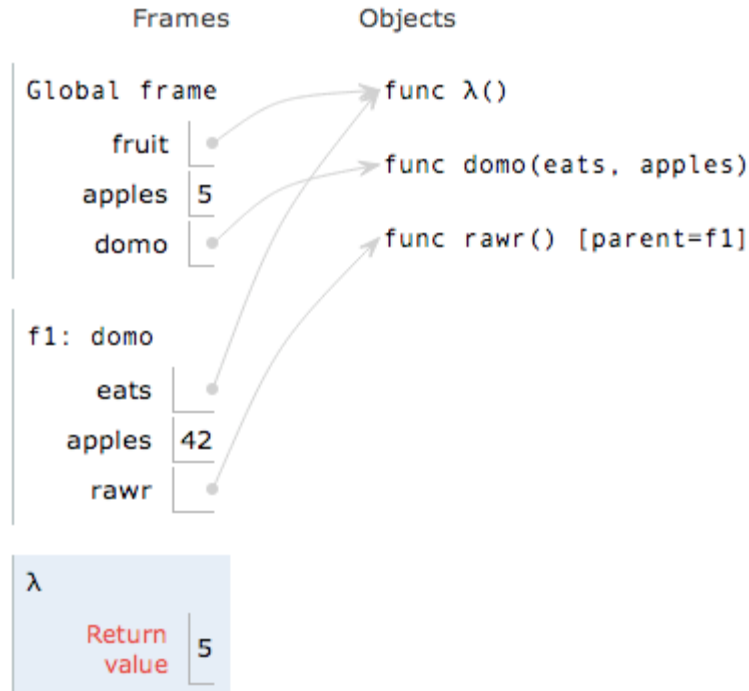 Frames Objects
Global frame
func λ()
fruit
func domo(eats, apples)
apples 5
domo
func rawr() [parent=f1]
f1: domo
eats
apples 42
rawr
λ
Return
value 5